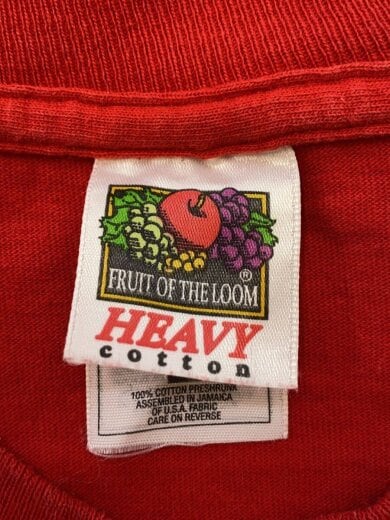 FRUIT OF THE LOOM
®
HEAVY
cotton
100% COTTON PRESHRUNK
ASSEMBLED IN JAMAICA
OF U.S.A. FABRIC
CARE ON REVERSE